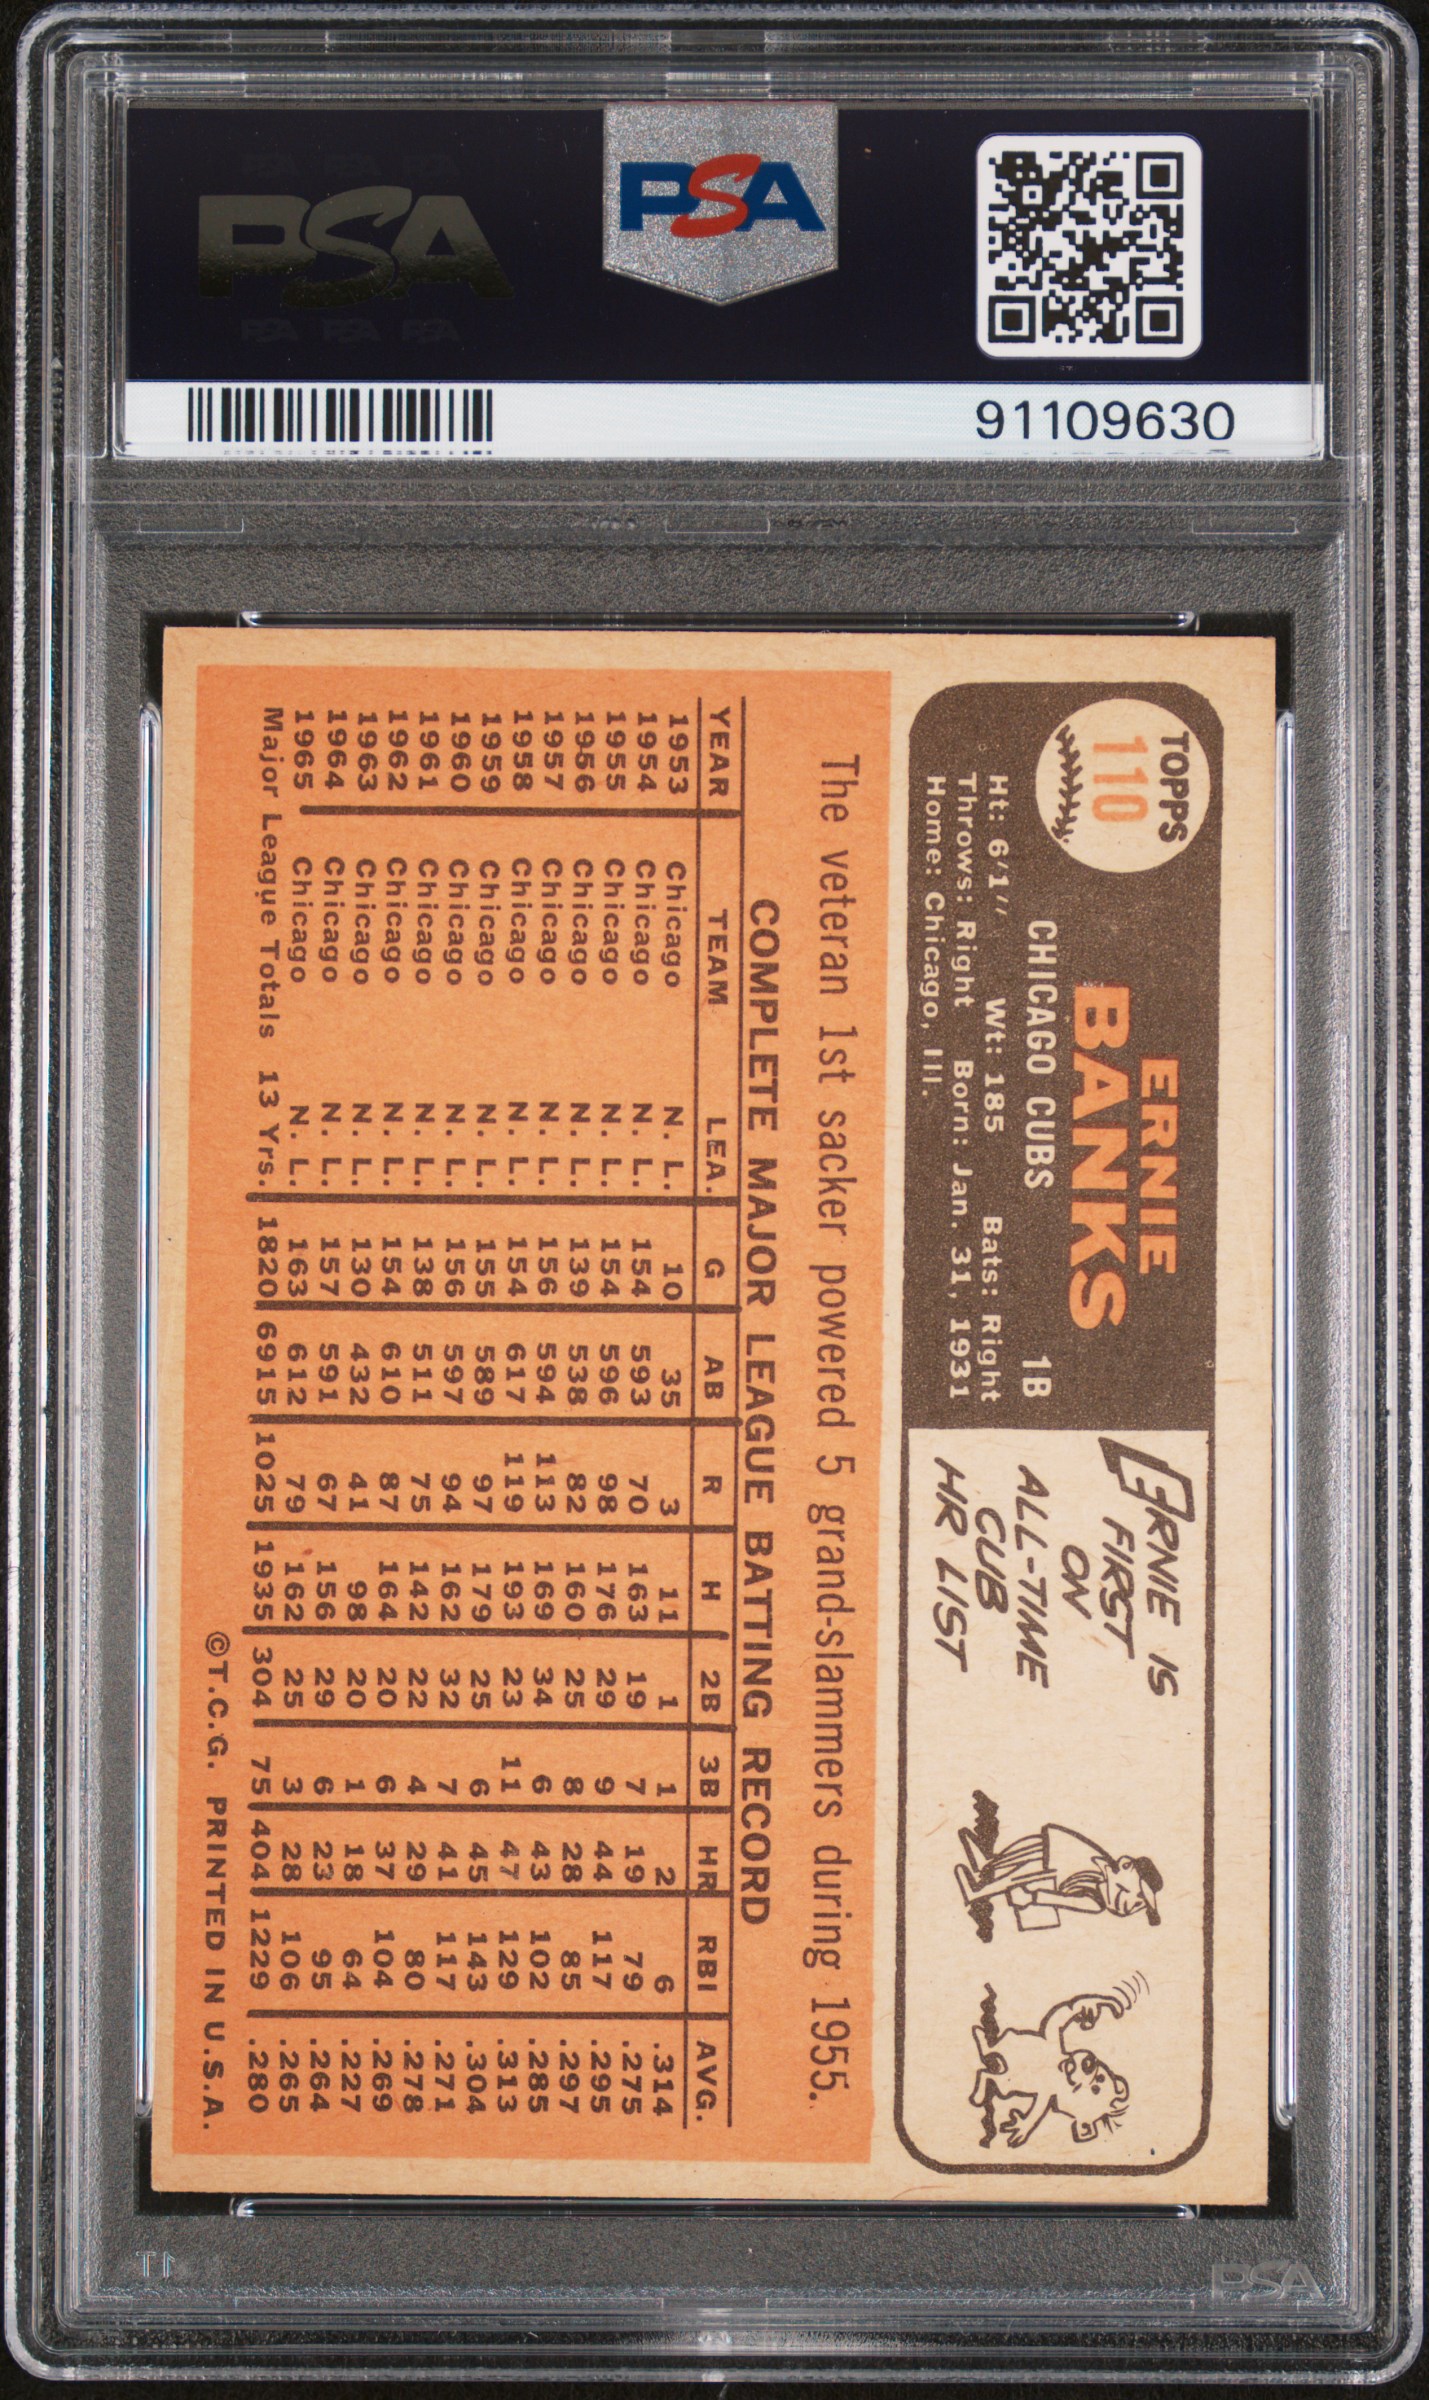 PSA
PSA
91109630
TOPPS
110
ERNIE
BANKS
CHICAGO CUBS 1B
Ht: 6'1" Wt: 185 Bats: Right
Throws: Right Born: Jan. 31, 1931
Home: Chicago, Ill.
ERNIE IS
FIRST
ON
ALL-TIME
CUB
HR LIST
The veteran 1st sacker powered 5 grand-slammers during 1955.
COMPLETE MAJOR LEAGUE BATTING RECORD
YEAR TEAM LEA. G AB R H 2B 3B HR RBI AVG.
1953 Chicago N. L. 10 35 3 11 1 1 2 6 .314
1954 Chicago N. L. 154 593 70 163 19 7 19 79 .275
1955 Chicago N. L. 154 596 98 176 29 9 44 117 .295
1956 Chicago N. L. 139 538 82 160 25 8 28 85 .297
1957 Chicago N. L. 156 594 113 169 34 6 43 102 .285
1958 Chicago N. L. 154 617 119 193 23 11 47 129 .313
1959 Chicago N. L. 155 589 97 179 25 6 45 143 .304
1960 Chicago N. L. 156 597 94 162 32 7 41 117 .271
1961 Chicago N. L. 138 511 75 142 22 4 29 80 .278
1962 Chicago N. L. 154 610 87 164 20 6 37 104 .269
1963 Chicago N. L. 130 432 41 98 20 1 18 64 .227
1964 Chicago N. L. 157 591 67 156 29 6 23 95 .264
1965 Chicago N. L. 163 612 79 162 25 3 28 106 .265
Major League Totals 13 Yrs. 1820 6915 1025 1935 304 75 404 1229 .280
©T.C.G. PRINTED IN U.S.A.
PSA